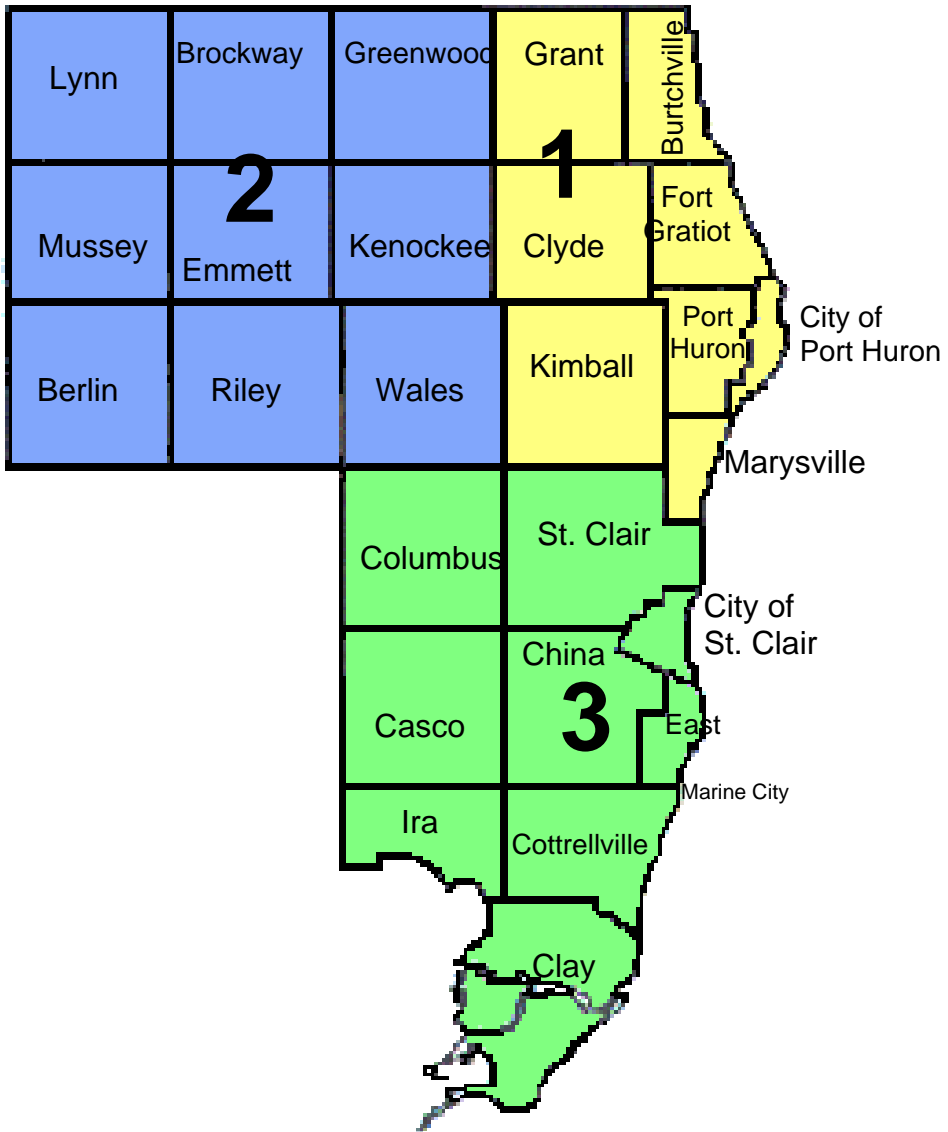 Lynn
Brockway
Greenwood
Grant
Burtchville
2
1
Mussey
Emmett
Kenockee
Clyde
Fort
Gratiot
Berlin
Riley
Wales
Kimball
Port
Huron
City of
Port Huron
Marysville
Columbus
St. Clair
City of
St. Clair
China
Casco
3
East
Marine City
Ira
Cottrellville
Clay